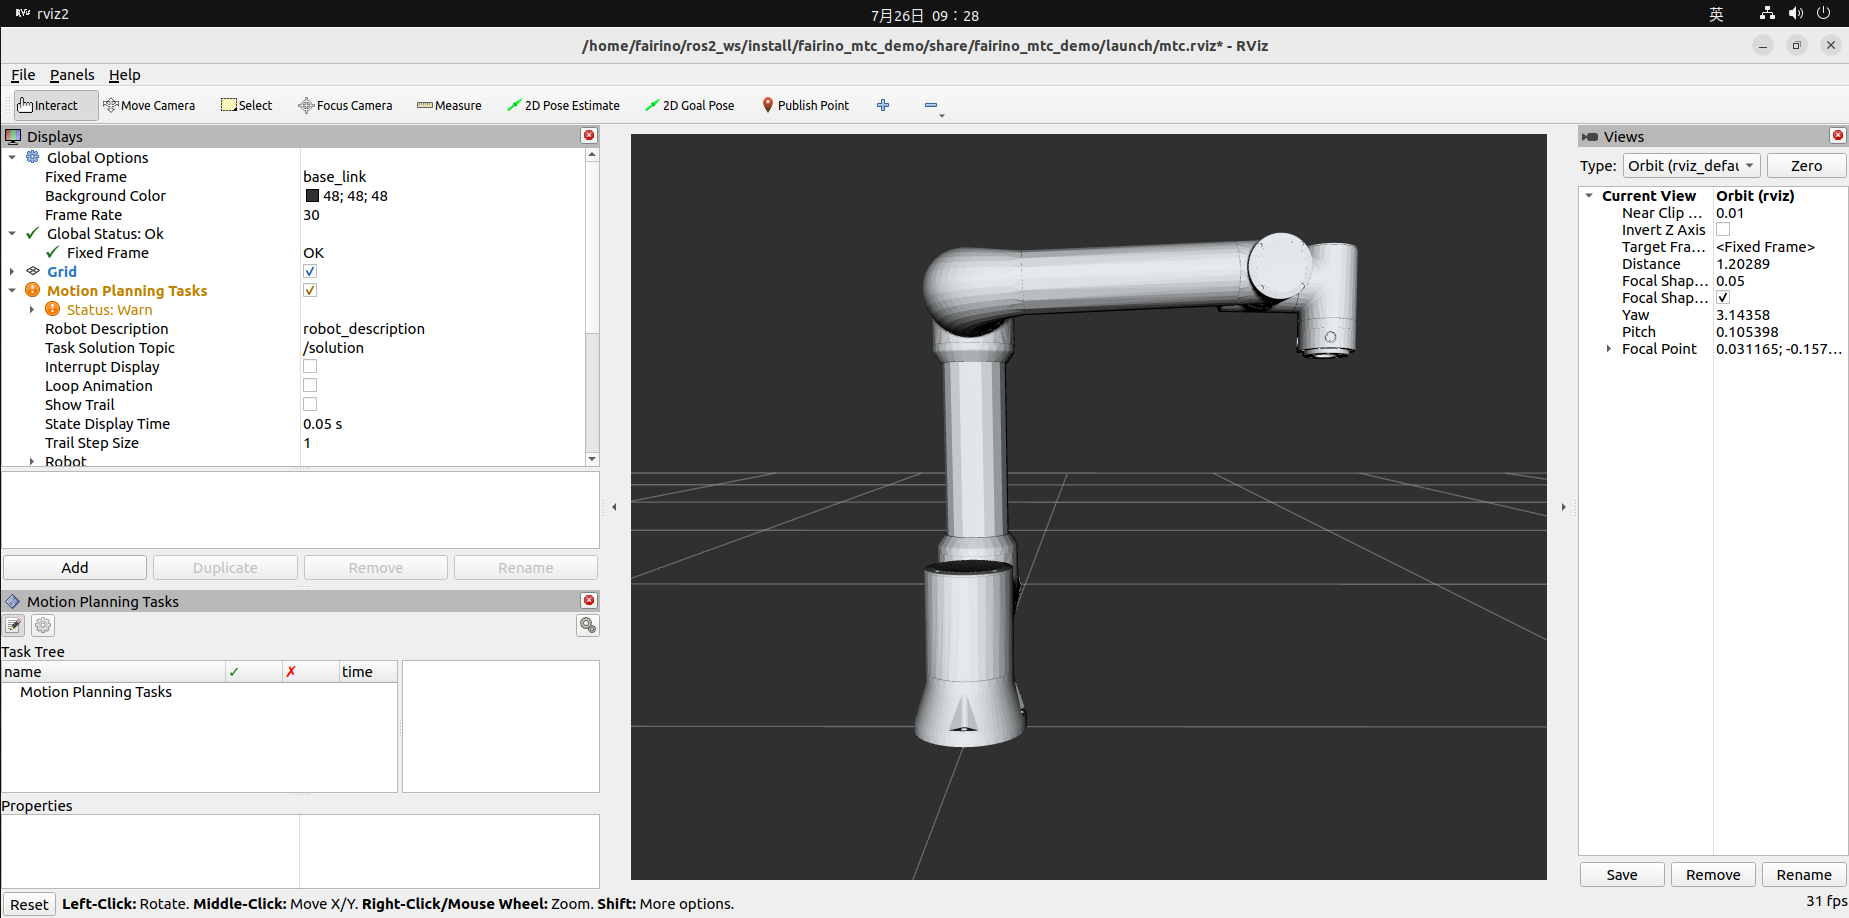 rviz2
7月26日 09：28
英
/home/fairino/ros2_ws/install/fairino_mtc_demo/share/fairino_mtc_demo/launch/mtc.rviz* - RViz
File Panels Help
Interact Move Camera Select Focus Camera Measure 2D Pose Estimate 2D Goal Pose Publish Point
Displays
Global Options
Fixed Frame base_link
Background Color 48; 48; 48
Frame Rate 30
Global Status: Ok
Fixed Frame OK
Grid
Motion Planning Tasks
Status: Warn
Robot Description robot_description
Task Solution Topic /solution
Interrupt Display
Loop Animation
Show Trail
State Display Time 0.05 s
Trail Step Size 1
Robot
Add Duplicate Remove Rename
Motion Planning Tasks
Task Tree
name ✓ ✗ time
Motion Planning Tasks
Properties
Reset Left-Click: Rotate. Middle-Click: Move X/Y. Right-Click/Mouse Wheel: Zoom. Shift: More options.
Views
Type: Orbit (rviz_defau Zero
Current View Orbit (rviz)
Near Clip ... 0.01
Invert Z Axis
Target Fra... <Fixed Frame>
Distance 1.20289
Focal Shap... 0.05
Focal Shap...
Yaw 3.14358
Pitch 0.105398
Focal Point 0.031165; -0.157...
Save Remove Rename
31 fps